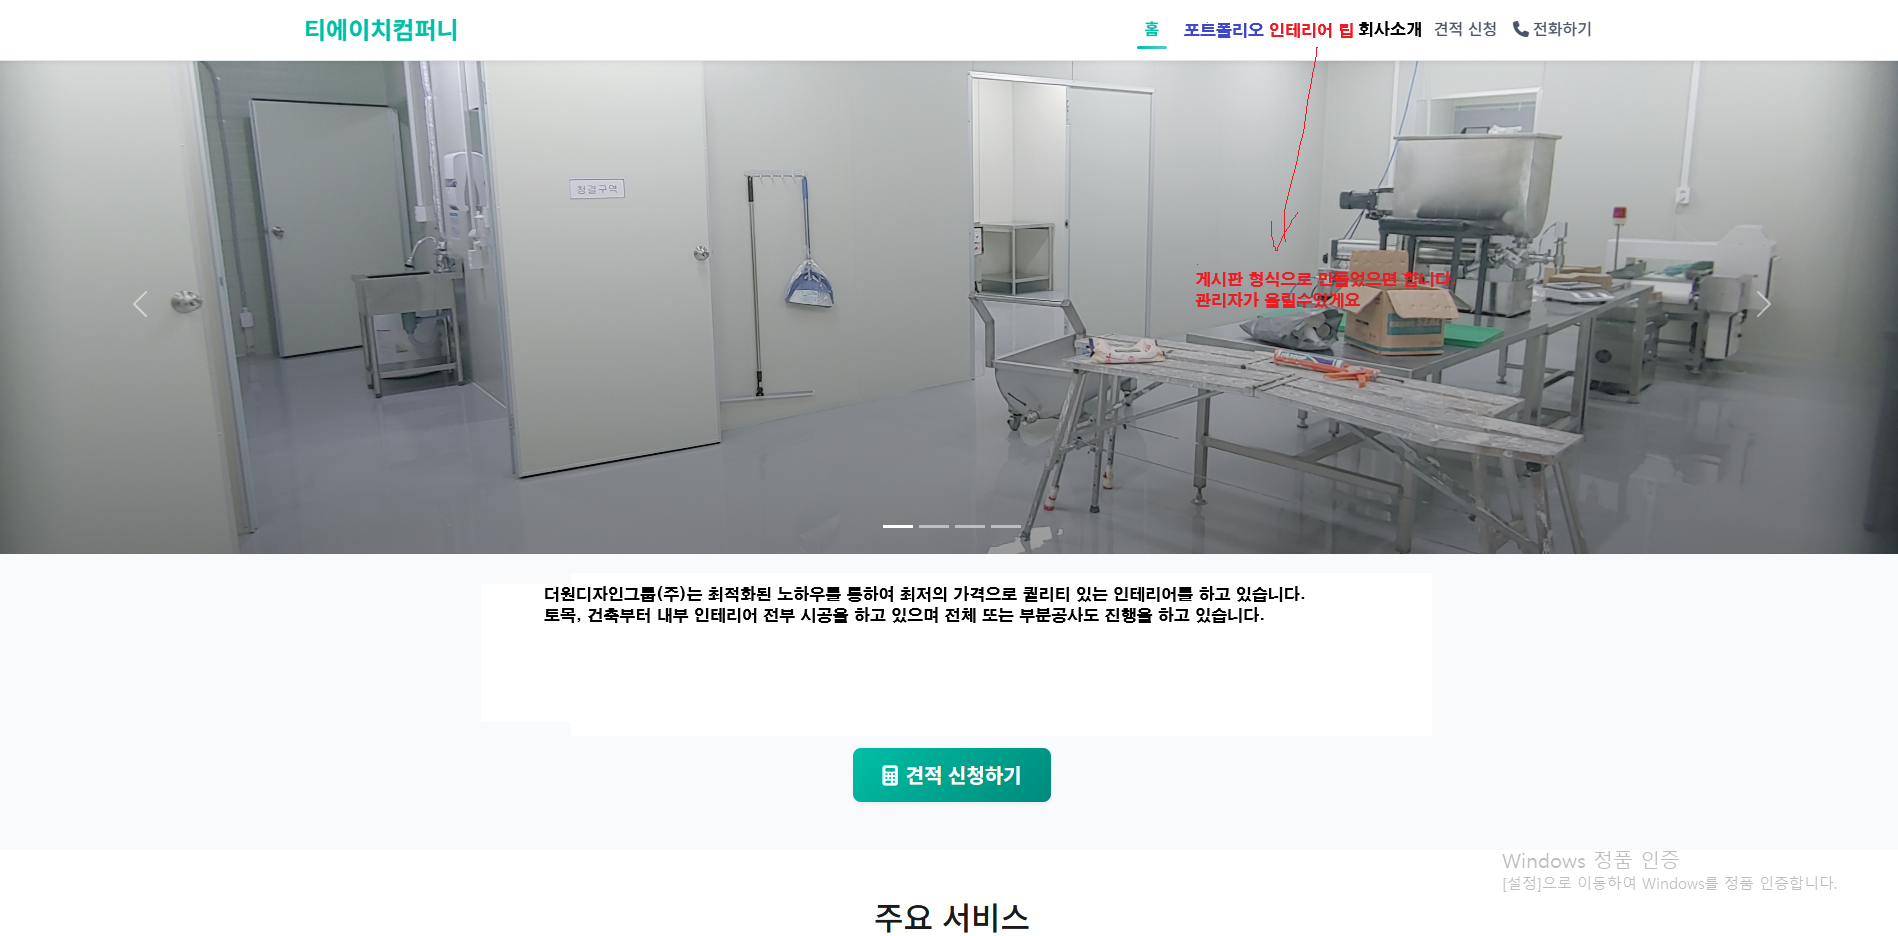 티에이치컴퍼니
홈 포트폴리오 인테리어 팁 회사소개 견적 신청 전화하기
청결구역
게시판 형식으로 만들었으면 합니다.
관리자가 올릴수있게요
더원디자인그룹(주)는 최적화된 노하우를 통하여 최저의 가격으로 퀄리티 있는 인테리어를 하고 있습니다.
토목, 건축부터 내부 인테리어 전부 시공을 하고 있으며 전체 또는 부분공사도 진행을 하고 있습니다.
견적 신청하기
Windows 정품 인증
[설정]으로 이동하여 Windows를 정품 인증합니다.
주요 서비스